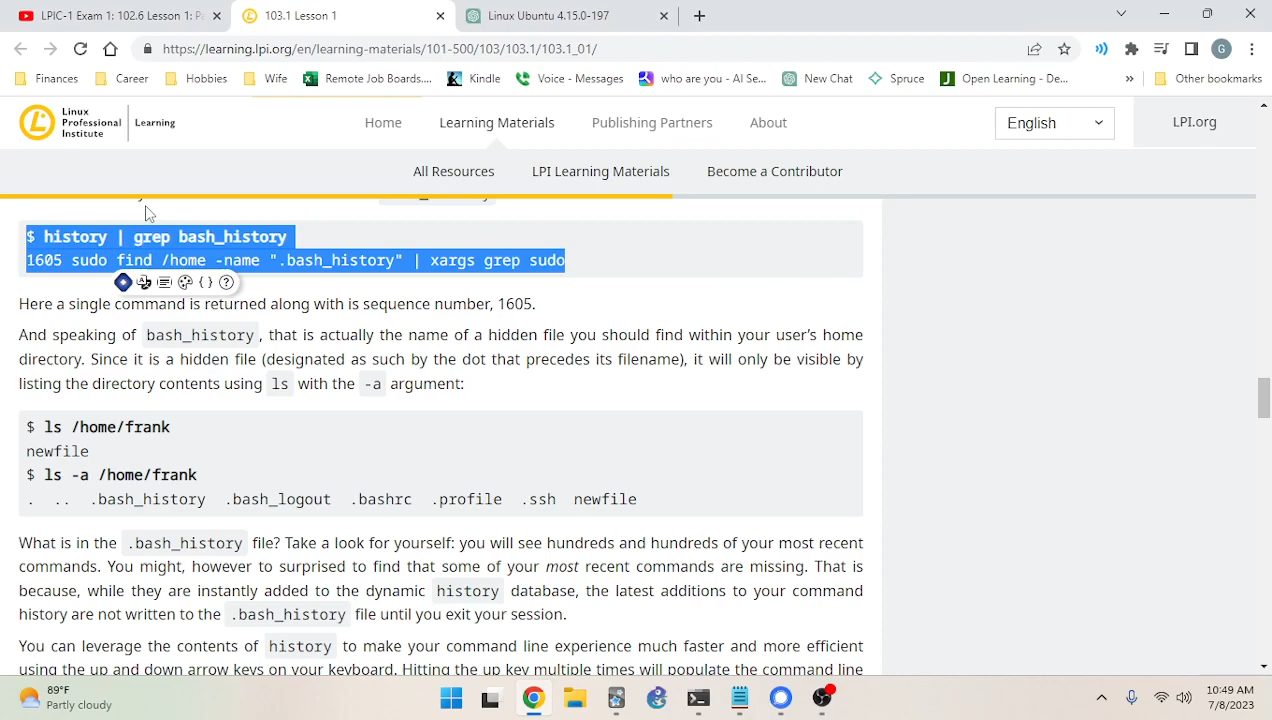 LPIC-1 Exam 1: 102.6 Lesson 1: Pa
103.1 Lesson 1
Linux Ubuntu 4.15.0-197
https://learning.lpi.org/en/learning-materials/101-500/103/103.1/103.1_01/
G
Finances
Career
Hobbies
Wife
Remote Job Boards....
Kindle
Voice - Messages
who are you - AI Se...
New Chat
Spruce
Open Learning - De...
»
Other bookmarks
Linux
Professional
Institute
Learning
Home
Learning Materials
Publishing Partners
About
English
LPI.org
All Resources
LPI Learning Materials
Become a Contributor
$ history | grep bash_history
1605 sudo find /home -name ".bash_history" | xargs grep sudo
Here a single command is returned along with is sequence number, 1605.
And speaking of bash_history, that is actually the name of a hidden file you should find within your user's home
directory. Since it is a hidden file (designated as such by the dot that precedes its filename), it will only be visible by
listing the directory contents using ls with the -a argument:
$ ls /home/frank
newfile
$ ls -a /home/frank
. .. .bash_history .bash_logout .bashrc .profile .ssh newfile
What is in the .bash_history file? Take a look for yourself: you will see hundreds and hundreds of your most recent
commands. You might, however to surprised to find that some of your most recent commands are missing. That is
because, while they are instantly added to the dynamic history database, the latest additions to your command
history are not written to the .bash_history file until you exit your session.
You can leverage the contents of history to make your command line experience much faster and more efficient
using the up and down arrow keys on your keyboard. Hitting the up key multiple times will populate the command line
89°F
Partly cloudy
10:49 AM
7/8/2023